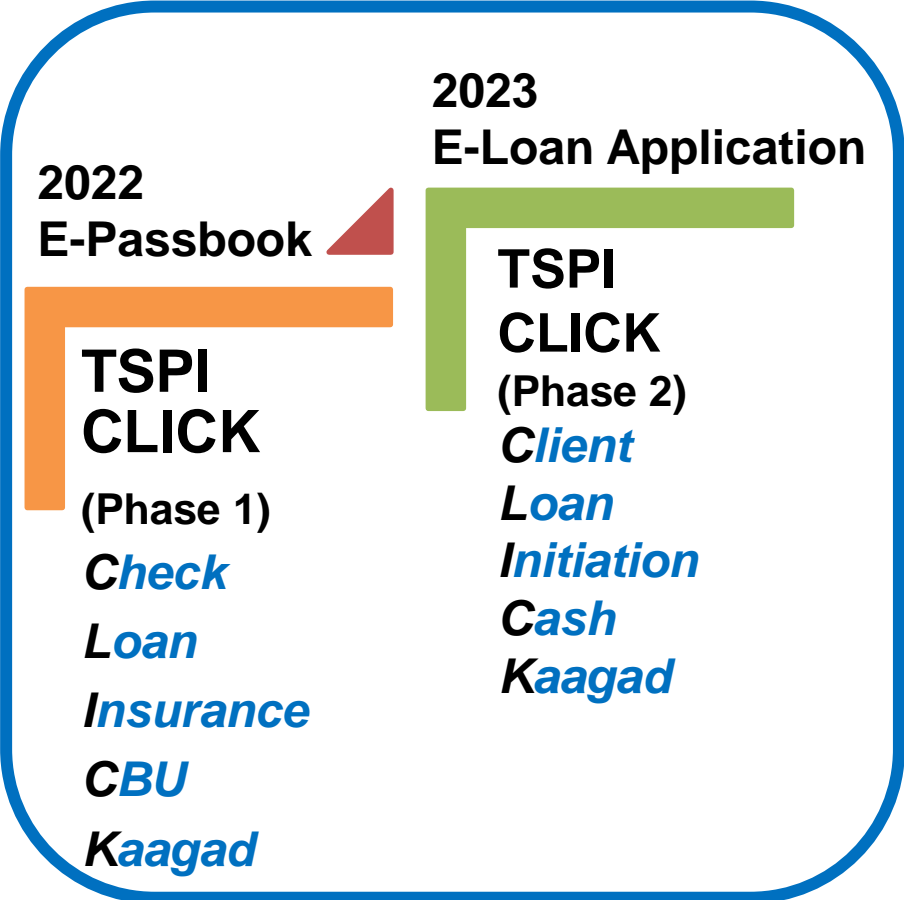 2022
E-Passbook
TSPI
CLICK
(Phase 1)
Check
Loan
Insurance
CBU
Kaagad
2023
E-Loan Application
TSPI
CLICK
(Phase 2)
Client
Loan
Initiation
Cash
Kaagad